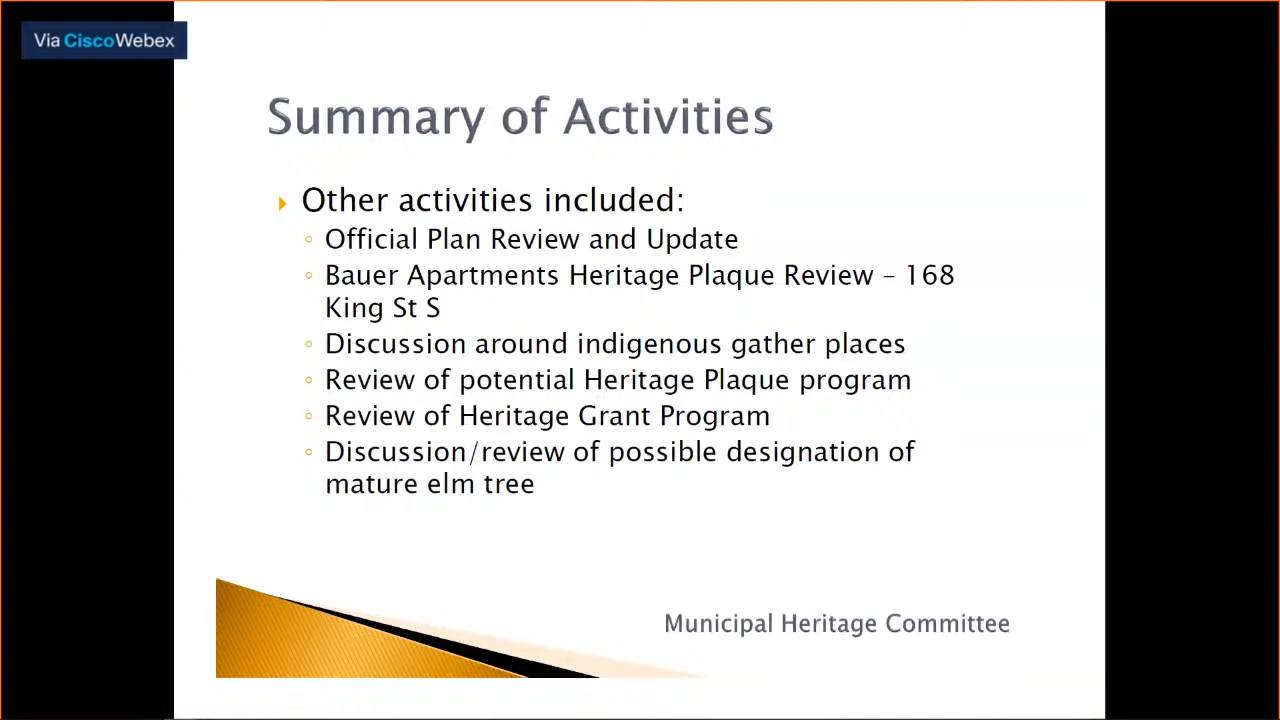 Via CiscoWebex
Summary of Activities
Other activities included:
Official Plan Review and Update
Bauer Apartments Heritage Plaque Review – 168
King St S
Discussion around indigenous gather places
Review of potential Heritage Plaque program
Review of Heritage Grant Program
Discussion/review of possible designation of
mature elm tree
Municipal Heritage Committee